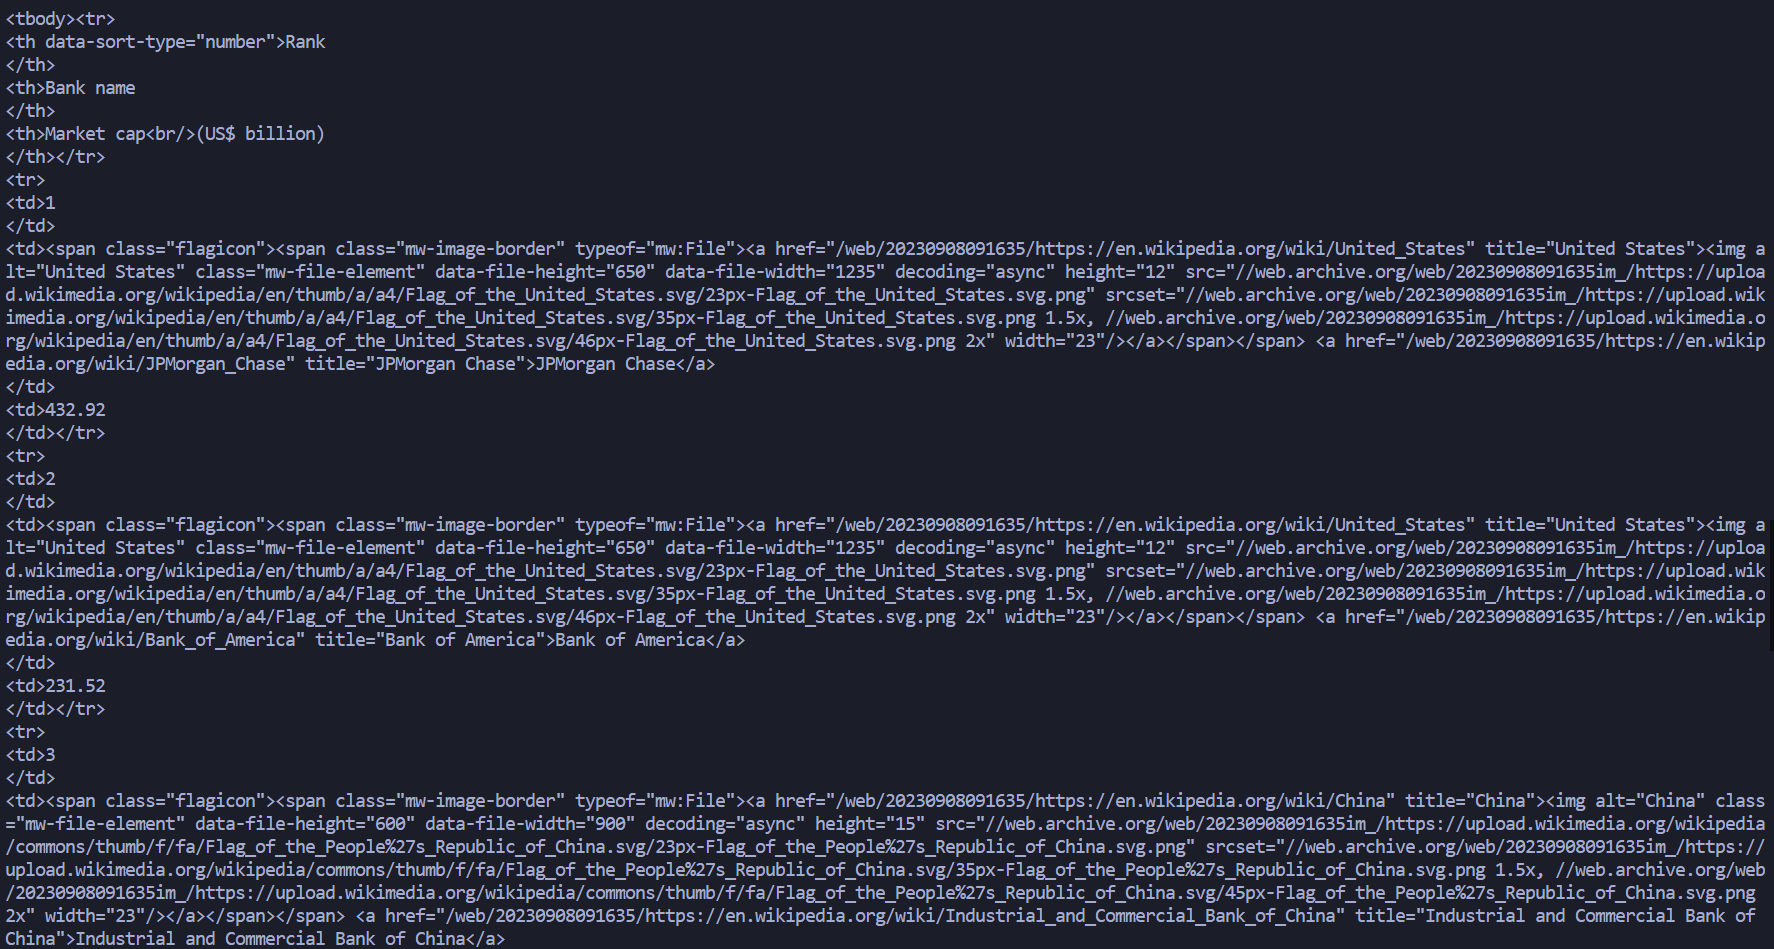 <tbody><tr>
<th data-sort-type="number">Rank
</th>
<th>Bank name
</th>
<th>Market cap<br/>(US$ billion)
</th></tr>
<tr>
<td>1
</td>
<td><span class="flagicon"><span class="mw-image-border" typeof="mw:File"><a href="/web/20230908091635/https://en.wikipedia.org/wiki/United_States" title="United States"><img a
lt="United States" class="mw-file-element" data-file-height="650" data-file-width="1235" decoding="async" height="12" src="//web.archive.org/web/20230908091635im_/https://uploa
d.wikimedia.org/wikipedia/en/thumb/a/a4/Flag_of_the_United_States.svg/23px-Flag_of_the_United_States.svg.png" srcset="//web.archive.org/web/20230908091635im_/https://upload.wik
imedia.org/wikipedia/en/thumb/a/a4/Flag_of_the_United_States.svg/35px-Flag_of_the_United_States.svg.png 1.5x, //web.archive.org/web/20230908091635im_/https://upload.wikimedia.o
rg/wikipedia/en/thumb/a/a4/Flag_of_the_United_States.svg/46px-Flag_of_the_United_States.svg.png 2x" width="23"/></a></span></span> <a href="/web/20230908091635/https://en.wikip
edia.org/wiki/JPMorgan_Chase" title="JPMorgan Chase">JPMorgan Chase</a>
</td>
<td>432.92
</td></tr>
<tr>
<td>2
</td>
<td><span class="flagicon"><span class="mw-image-border" typeof="mw:File"><a href="/web/20230908091635/https://en.wikipedia.org/wiki/United_States" title="United States"><img a
lt="United States" class="mw-file-element" data-file-height="650" data-file-width="1235" decoding="async" height="12" src="//web.archive.org/web/20230908091635im_/https://uploa
d.wikimedia.org/wikipedia/en/thumb/a/a4/Flag_of_the_United_States.svg/23px-Flag_of_the_United_States.svg.png" srcset="//web.archive.org/web/20230908091635im_/https://upload.wik
imedia.org/wikipedia/en/thumb/a/a4/Flag_of_the_United_States.svg/35px-Flag_of_the_United_States.svg.png 1.5x, //web.archive.org/web/20230908091635im_/https://upload.wikimedia.o
rg/wikipedia/en/thumb/a/a4/Flag_of_the_United_States.svg/46px-Flag_of_the_United_States.svg.png 2x" width="23"/></a></span></span> <a href="/web/20230908091635/https://en.wikip
edia.org/wiki/Bank_of_America" title="Bank of America">Bank of America</a>
</td>
<td>231.52
</td></tr>
<tr>
<td>3
</td>
<td><span class="flagicon"><span class="mw-image-border" typeof="mw:File"><a href="/web/20230908091635/https://en.wikipedia.org/wiki/China" title="China"><img alt="China" class
="mw-file-element" data-file-height="600" data-file-width="900" decoding="async" height="15" src="//web.archive.org/web/20230908091635im_/https://upload.wikimedia.org/wikipedia
/commons/thumb/f/fa/Flag_of_the_People%27s_Republic_of_China.svg/23px-Flag_of_the_People%27s_Republic_of_China.svg.png" srcset="//web.archive.org/web/20230908091635im_/https://
upload.wikimedia.org/wikipedia/commons/thumb/f/fa/Flag_of_the_People%27s_Republic_of_China.svg/35px-Flag_of_the_People%27s_Republic_of_China.svg.png 1.5x, //web.archive.org/web
/20230908091635im_/https://upload.wikimedia.org/wikipedia/commons/thumb/f/fa/Flag_of_the_People%27s_Republic_of_China.svg/45px-Flag_of_the_People%27s_Republic_of_China.svg.png
2x" width="23"/></a></span></span> <a href="/web/20230908091635/https://en.wikipedia.org/wiki/Industrial_and_Commercial_Bank_of_China" title="Industrial and Commercial Bank of
China">Industrial and Commercial Bank of China</a>